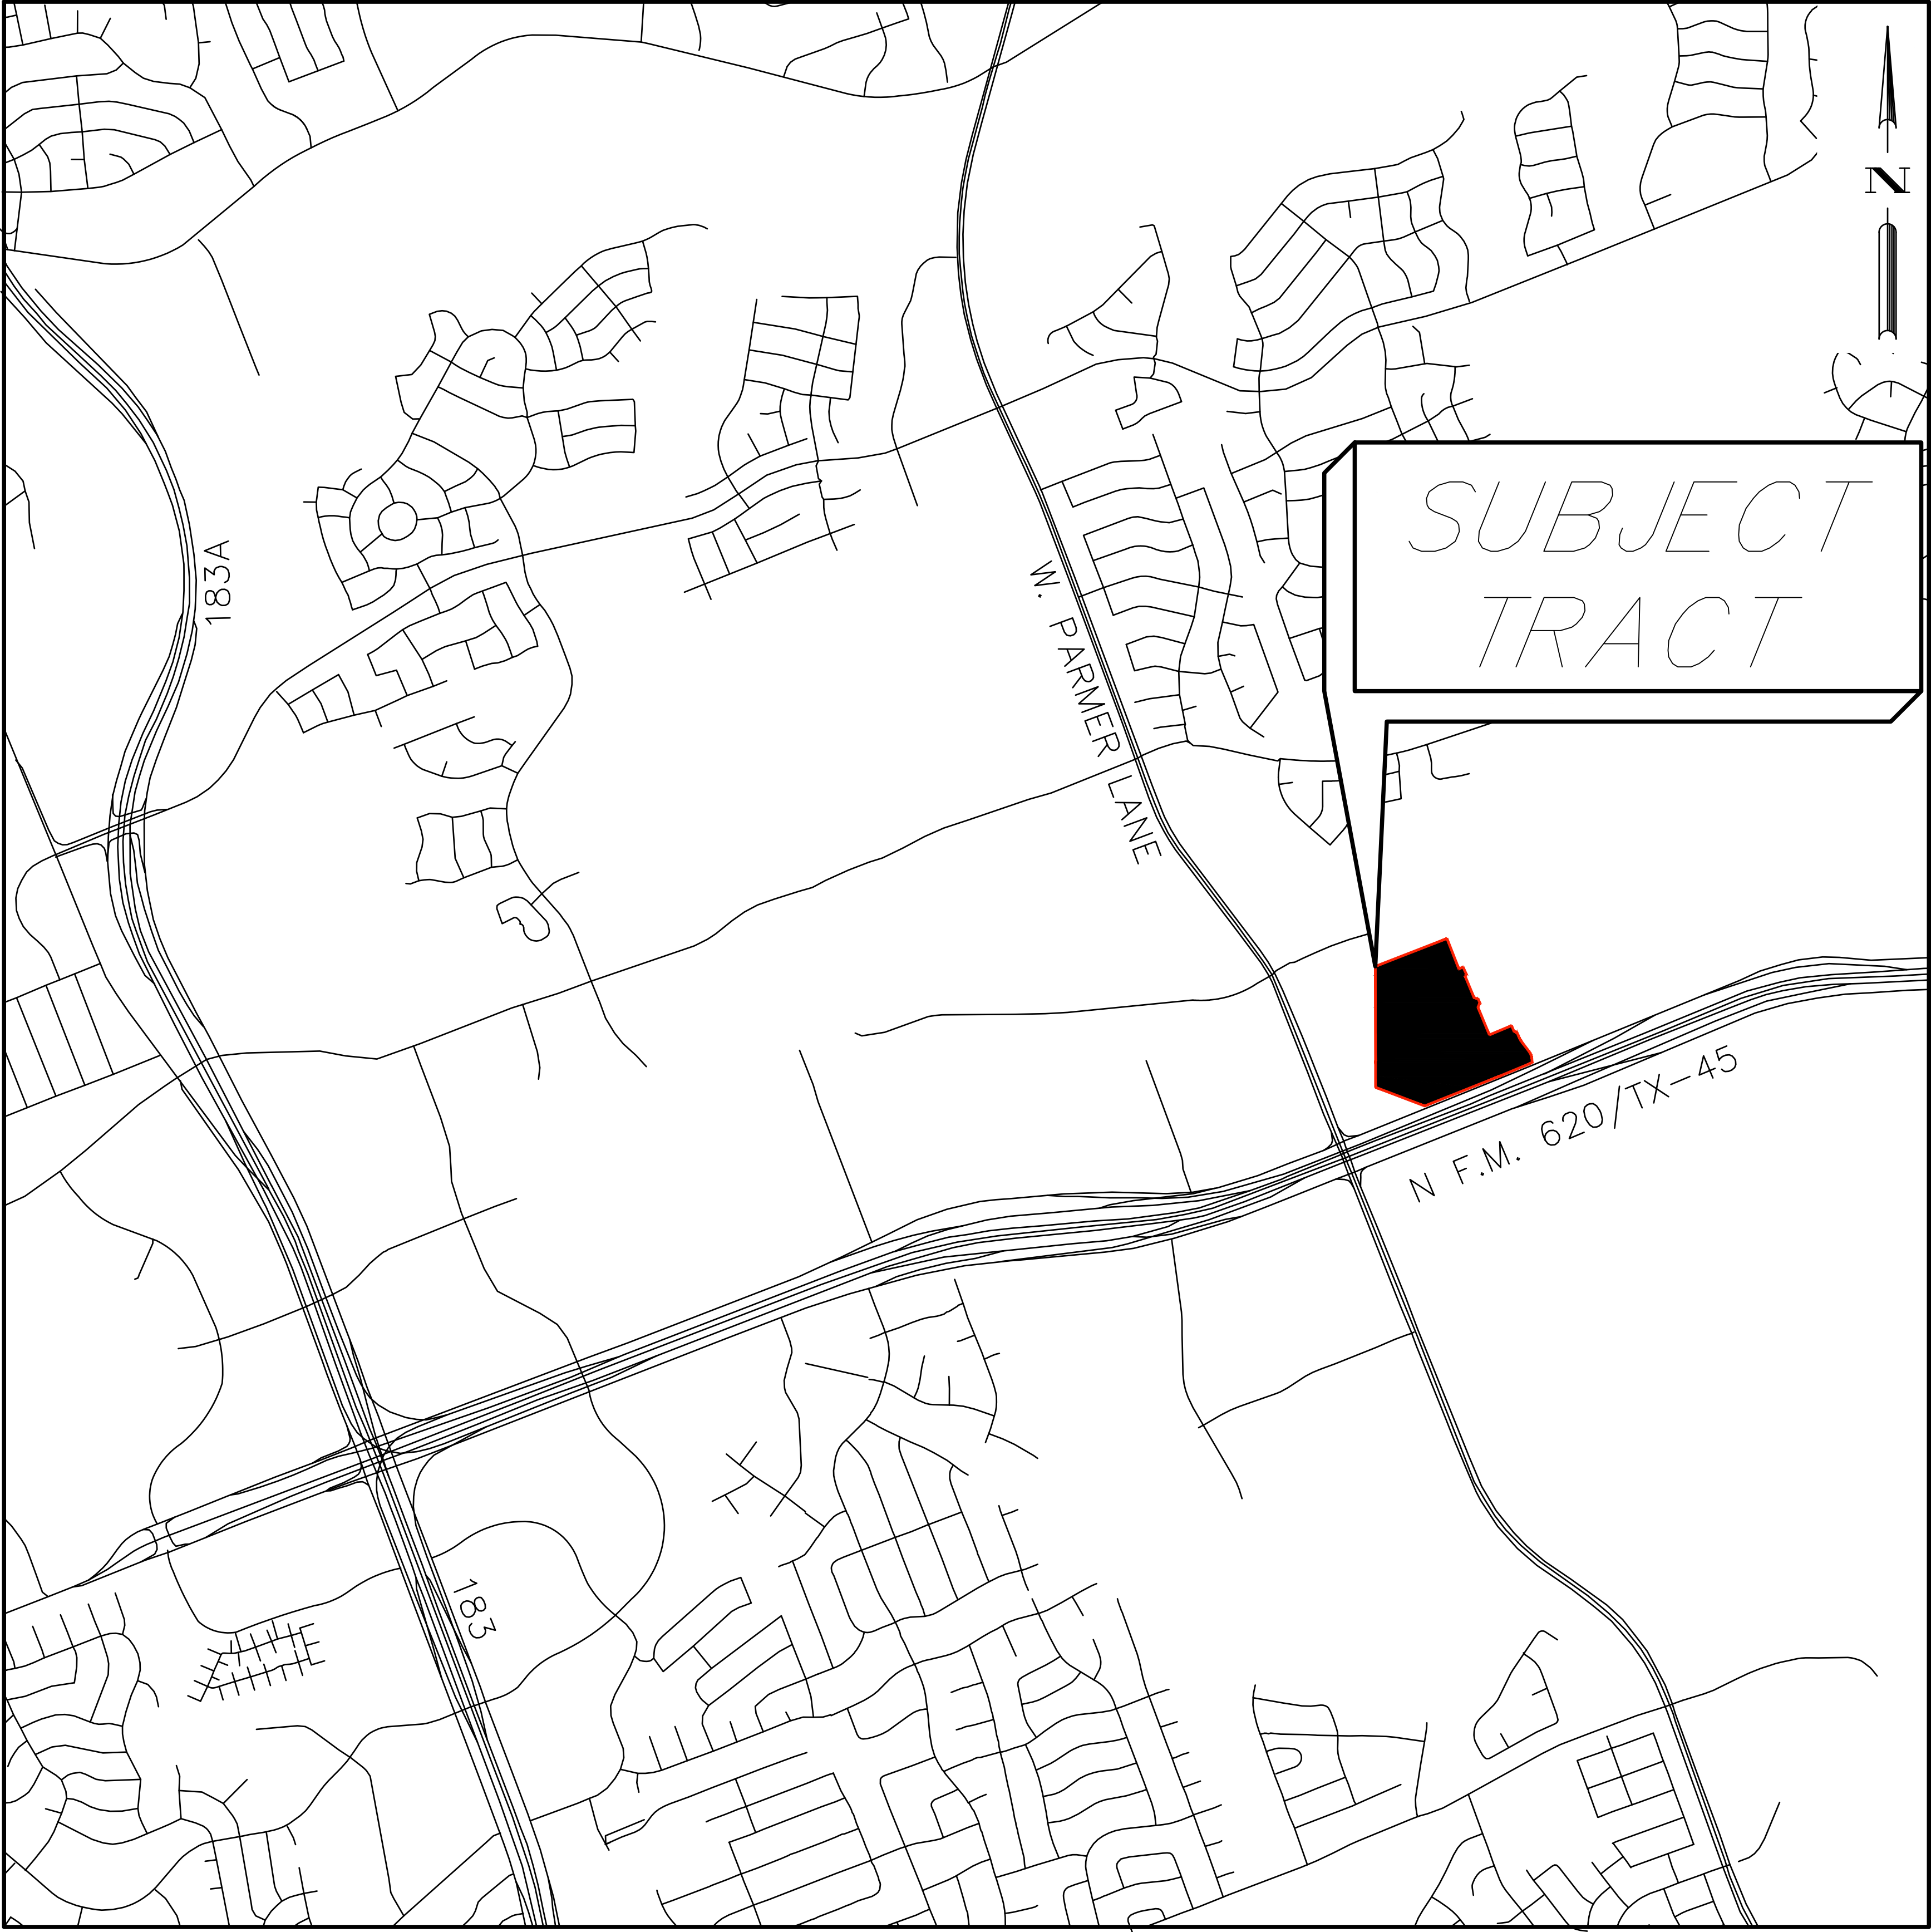 N
SUBJECT
TRACT
183A
W. PARMER LANE
N F.M. 620/TX-45
183